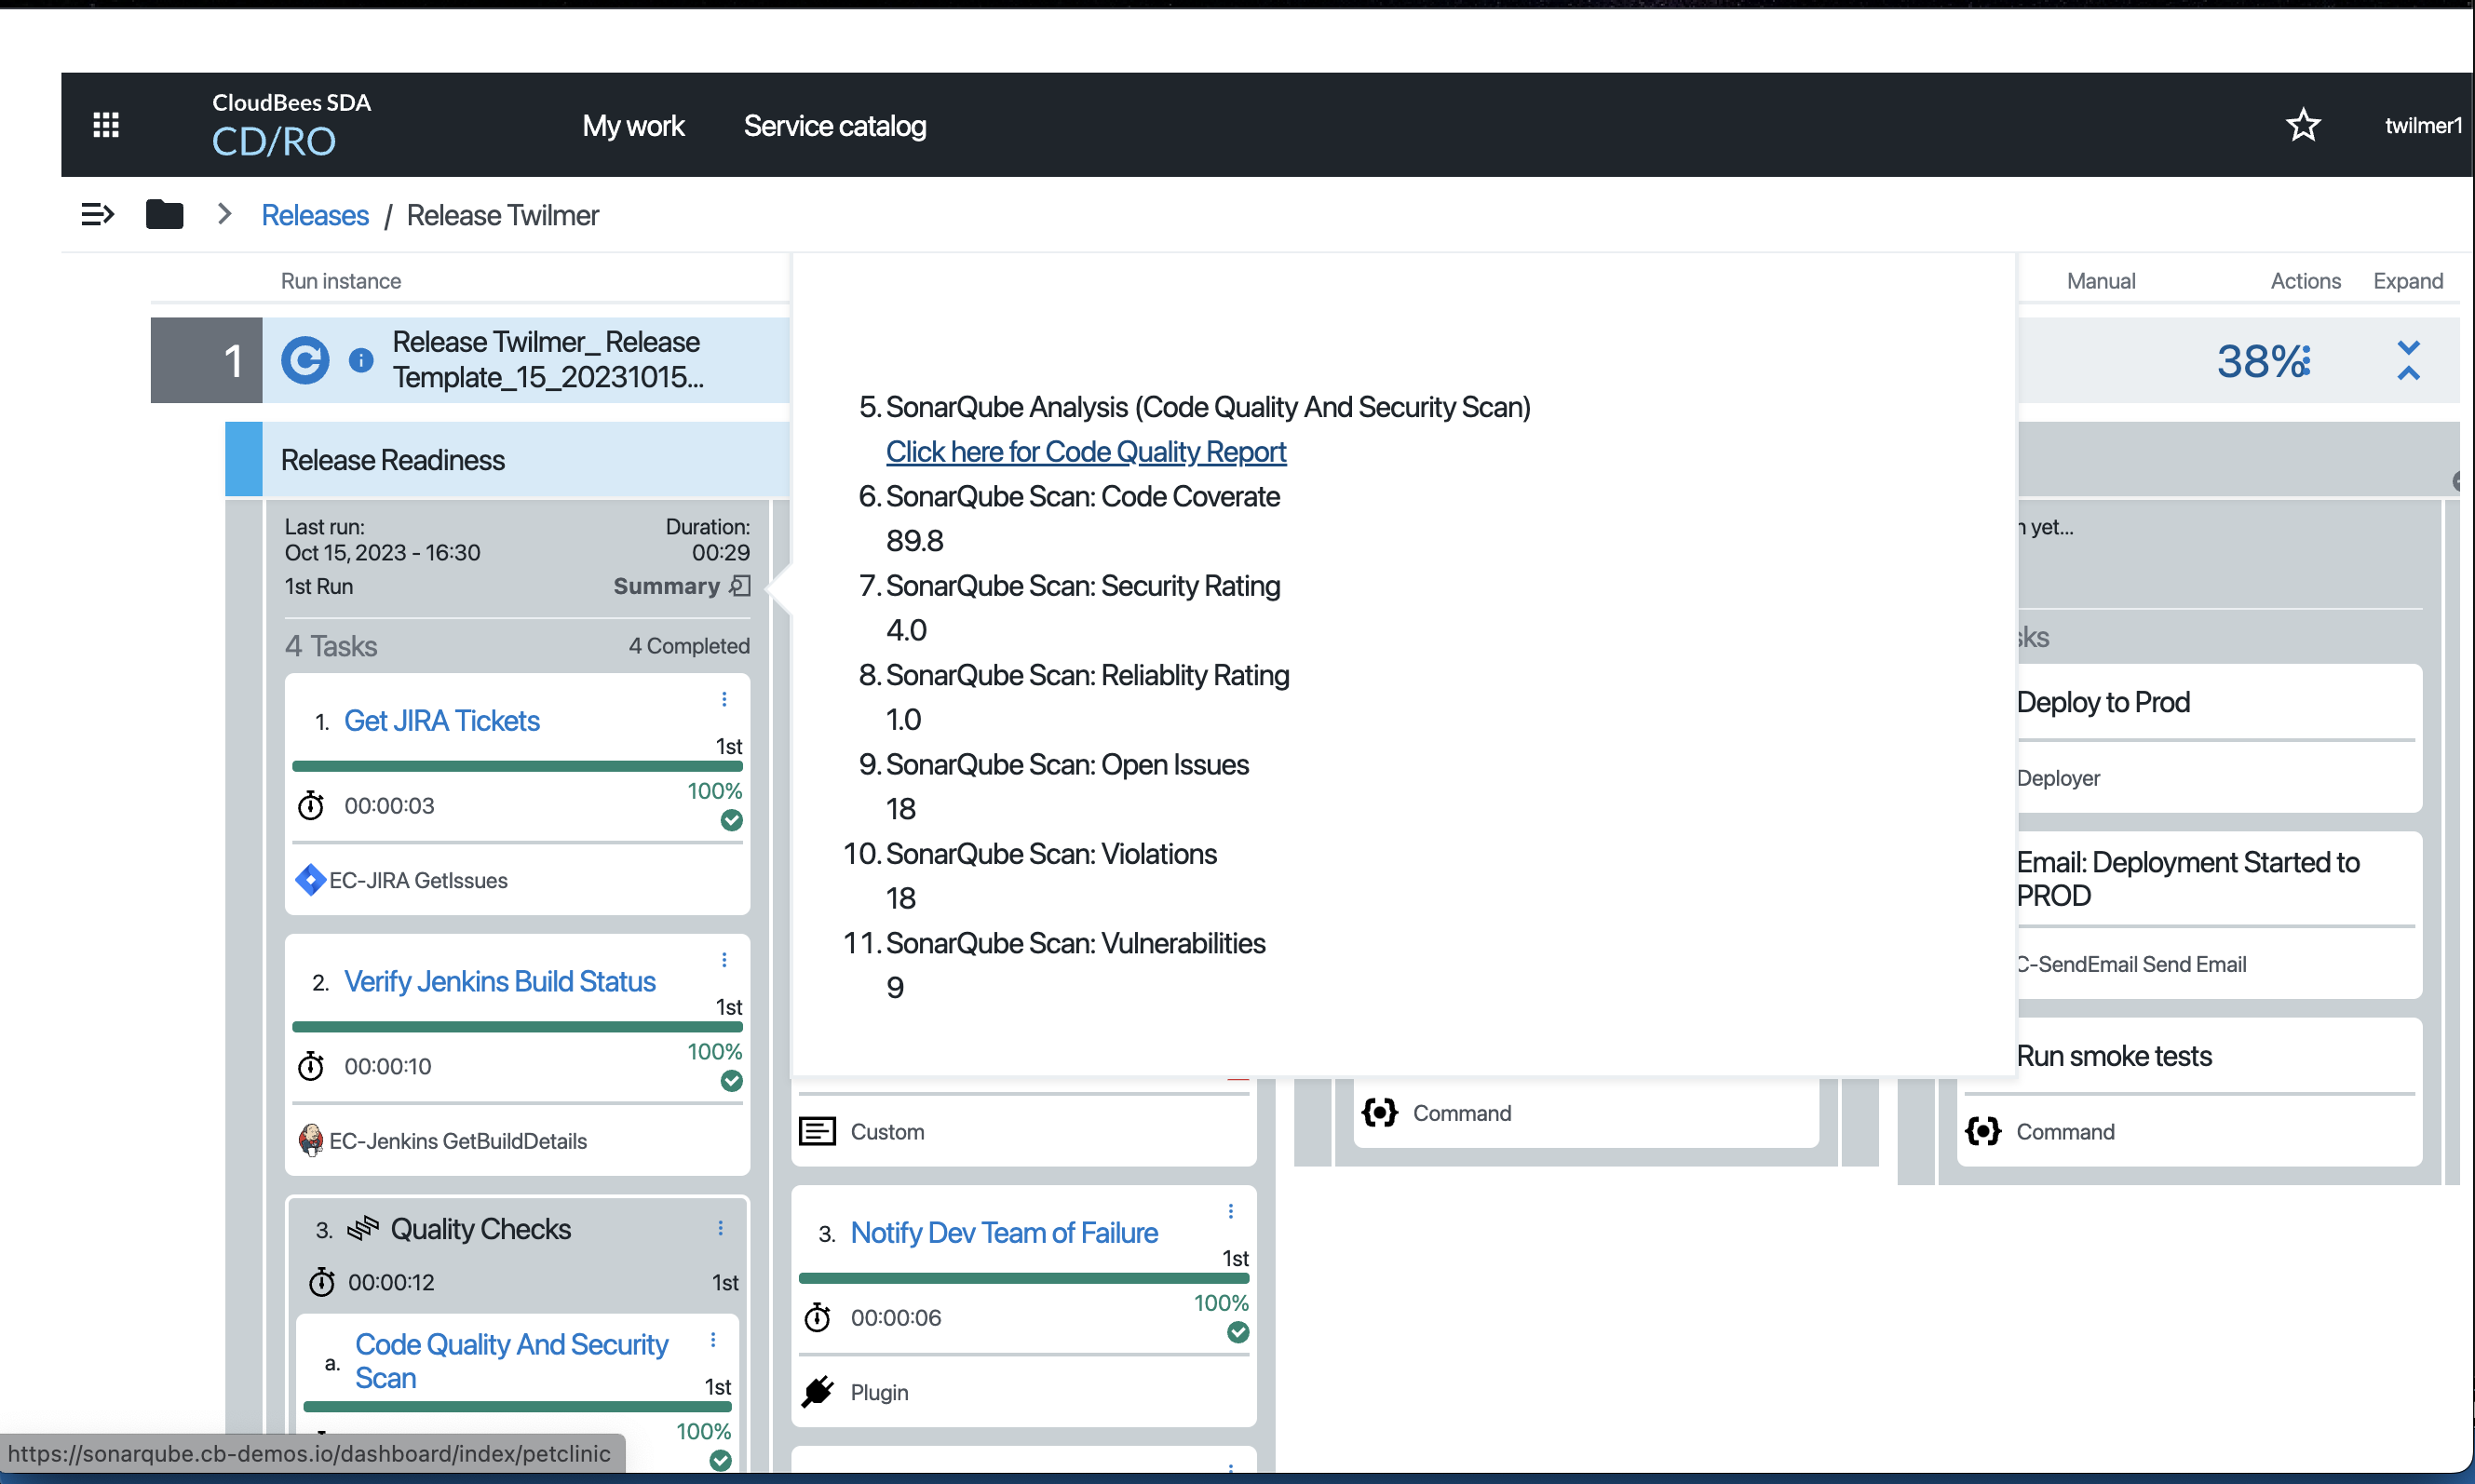 CloudBees SDA
CD/RO
My work
Service catalog
twilmer1
Releases / Release Twilmer
Run instance
Manual
Actions
Expand
1
Release Twilmer_ Release
Template_15_20231015...
38%
Release Readiness
Last run:
Oct 15, 2023 - 16:30
Duration:
00:29
1st Run
Summary
4 Tasks
4 Completed
1. Get JIRA Tickets
1st
100%
00:00:03
EC-JIRA GetIssues
2. Verify Jenkins Build Status
1st
100%
00:00:10
EC-Jenkins GetBuildDetails
3. Quality Checks
00:00:12
1st
a. Code Quality And Security
Scan
1st
100%
5. SonarQube Analysis (Code Quality And Security Scan)
Click here for Code Quality Report
6. SonarQube Scan: Code Coverate
89.8
7. SonarQube Scan: Security Rating
4.0
8. SonarQube Scan: Reliablity Rating
1.0
9. SonarQube Scan: Open Issues
18
10. SonarQube Scan: Violations
18
11. SonarQube Scan: Vulnerabilities
9
Custom
3. Notify Dev Team of Failure
1st
100%
00:00:06
Plugin
Command
yet...
Deploy to Prod
Deployer
Email: Deployment Started to
PROD
C-SendEmail Send Email
Run smoke tests
Command
https://sonarqube.cb-demos.io/dashboard/index/petclinic